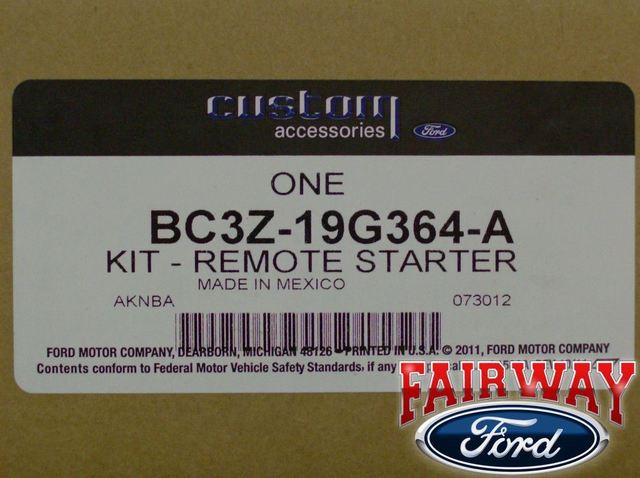 custom
accessories Ford
ONE
BC3Z-19G364-A
KIT - REMOTE STARTER
MADE IN MEXICO
AKNBA 073012
FORD MOTOR COMPANY, DEARBORN, MICHIGAN 48126 - PRINTED IN U.S.A. © 2011, FORD MOTOR COMPANY
Contents conform to Federal Motor Vehicle Safety Standards, if any
FAIRWAY
Ford